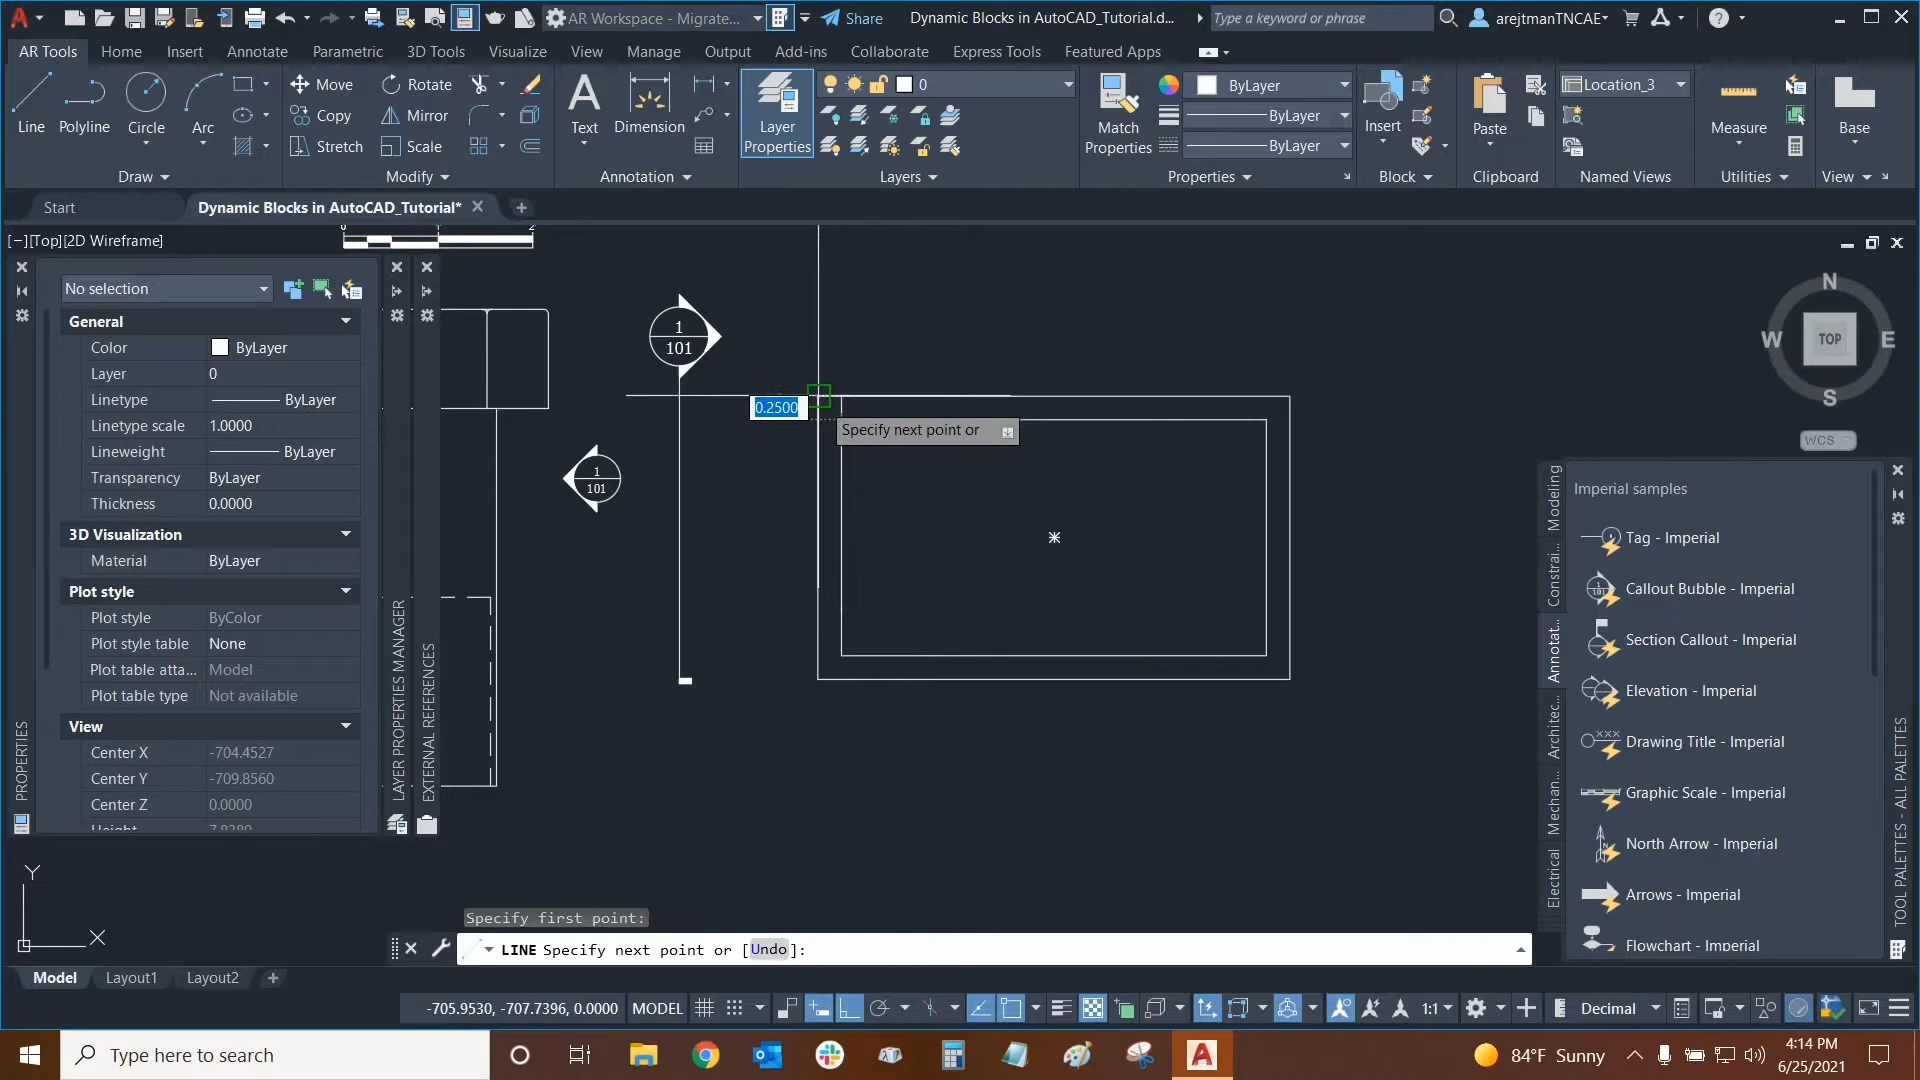 AR Workspace - Migrate...
Share
Dynamic Blocks in AutoCAD_Tutorial.d...
Type a keyword or phrase
arejtmanTNCAE
AR Tools
Home
Insert
Annotate
Parametric
3D Tools
Visualize
View
Manage
Output
Add-ins
Collaborate
Express Tools
Featured Apps
Line
Polyline
Circle
Arc
Move
Rotate
Copy
Mirror
Stretch
Scale
Text
Dimension
Layer
Properties
0
Match
Properties
ByLayer
ByLayer
ByLayer
Insert
Paste
Location_3
Measure
Base
Draw
Modify
Annotation
Layers
Properties
Block
Clipboard
Named Views
Utilities
View
Start
Dynamic Blocks in AutoCAD_Tutorial*
[−][Top][2D Wireframe]
No selection
General
Color ByLayer
Layer 0
Linetype ByLayer
Linetype scale 1.0000
Lineweight ByLayer
Transparency ByLayer
Thickness 0.0000
3D Visualization
Material ByLayer
Plot style
Plot style ByColor
Plot style table None
Plot table atta... Model
Plot table type Not available
View
Center X -704.4527
Center Y -709.8560
Center Z 0.0000
PROPERTIES
LAYER PROPERTIES MANAGER
EXTERNAL REFERENCES
1
101
1
101
0.2500
Specify next point or
N
W
TOP
E
S
WCS
Modeling
Constrai...
Annotat...
Architec...
Mechan...
Electrical
Imperial samples
Tag - Imperial
Callout Bubble - Imperial
Section Callout - Imperial
Elevation - Imperial
XXX
Drawing Title - Imperial
Graphic Scale - Imperial
North Arrow - Imperial
Arrows - Imperial
Flowchart - Imperial
TOOL PALETTES - ALL PALETTES
Y
X
Specify first point:
LINE Specify next point or [Undo]:
Model
Layout1
Layout2
-705.9530, -707.7396, 0.0000
MODEL
1:1
Decimal
Type here to search
84°F Sunny
4:14 PM
6/25/2021